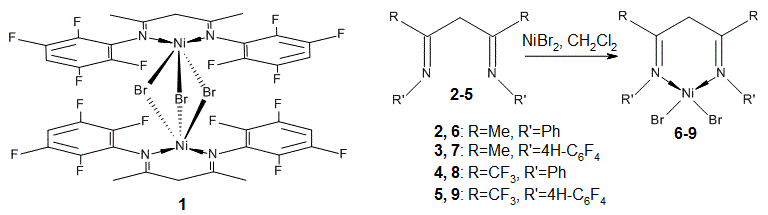 F F N N F F
F F Ni F F
Br Br Br
F F Ni F F
F F N N F F
1
R R
N N
R' R'
2-5
NiBr2, CH2Cl2
R R
N N
R' Ni R'
Br Br
6-9
2, 6: R=Me, R'=Ph
3, 7: R=Me, R'=4H-C6F4
4, 8: R=CF3, R'=Ph
5, 9: R=CF3, R'=4H-C6F4